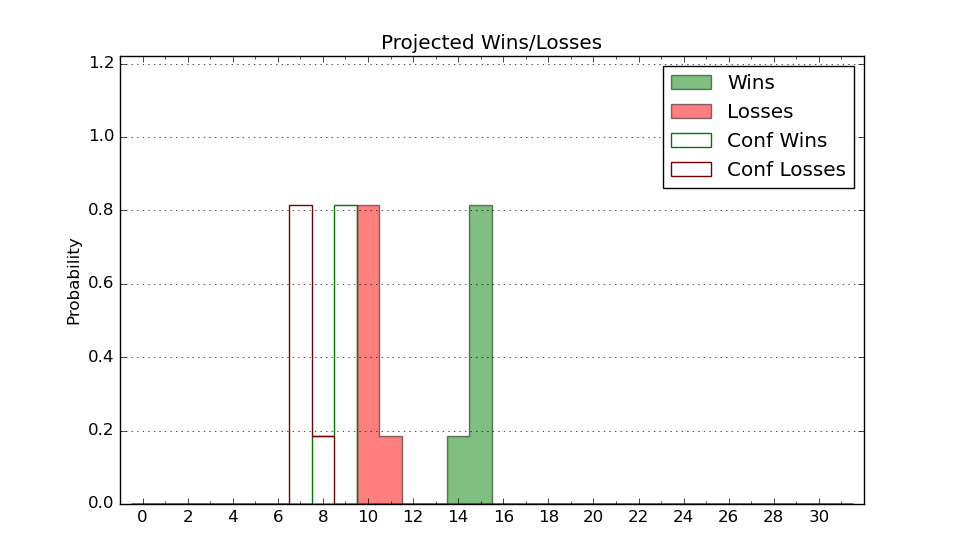 Projected Wins/Losses
1.2
1.0
0.8
0.6
0.4
0.2
0.0
Probability
Wins
Losses
Conf Wins
Conf Losses
0 2 4 6 8 10 12 14 16 18 20 22 24 26 28 30